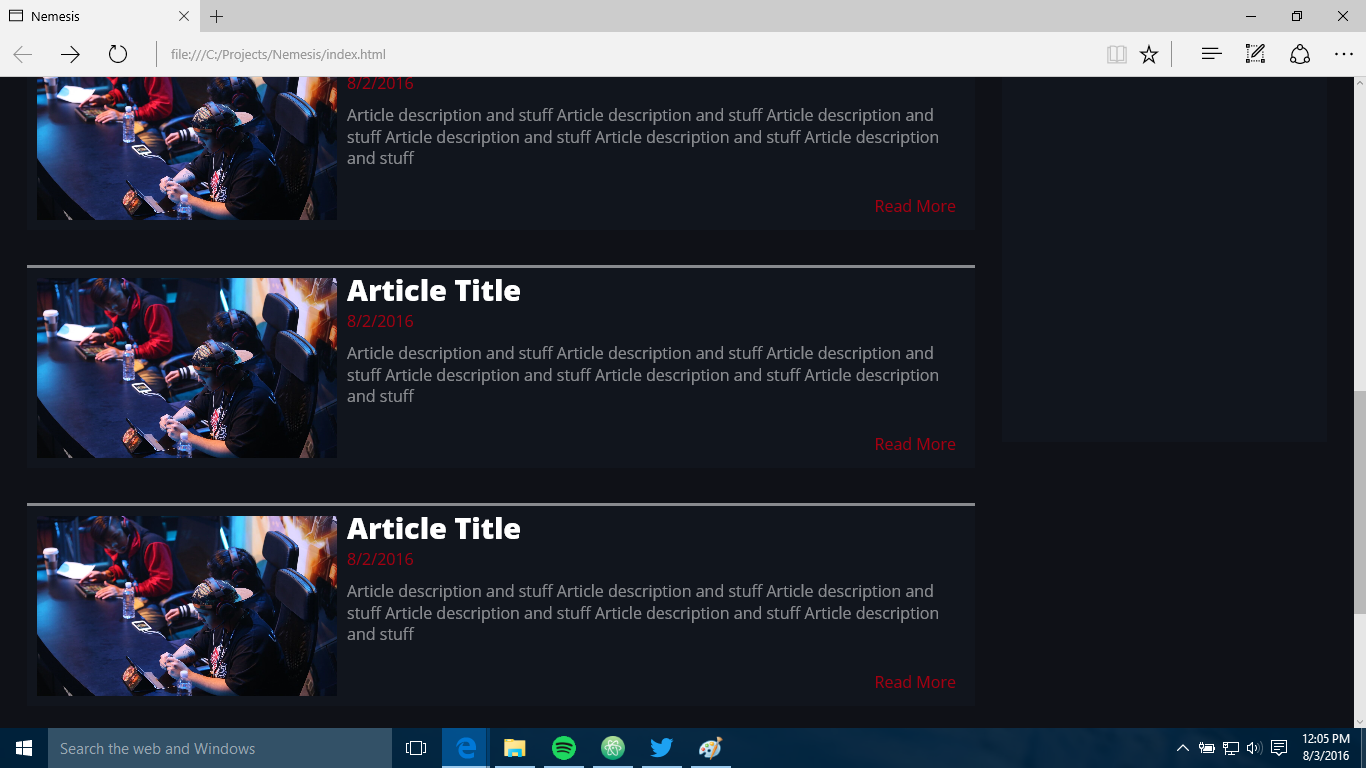 Nemesis
file:///C:/Projects/Nemesis/index.html
8/2/2016
Article description and stuff Article description and stuff Article description and
stuff Article description and stuff Article description and stuff Article description
and stuff
Read More
Article Title
8/2/2016
Article description and stuff Article description and stuff Article description and
stuff Article description and stuff Article description and stuff Article description
and stuff
Read More
Article Title
8/2/2016
Article description and stuff Article description and stuff Article description and
stuff Article description and stuff Article description and stuff Article description
and stuff
Read More
Search the web and Windows
12:05 PM
8/3/2016